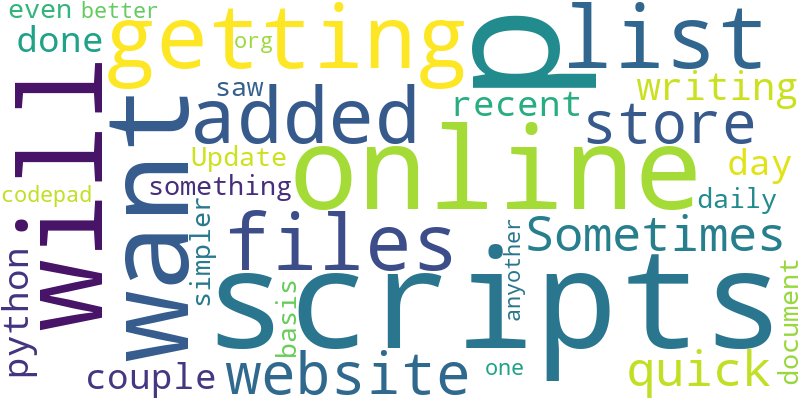 even
better
done
getting
org
p
list
saw
added
recent
writing
store
will
want
Update
online
day
codepad
something
daily
files
Sometimes
python
simpler
scripts
basis
anyother
document
couple
website
one
quick